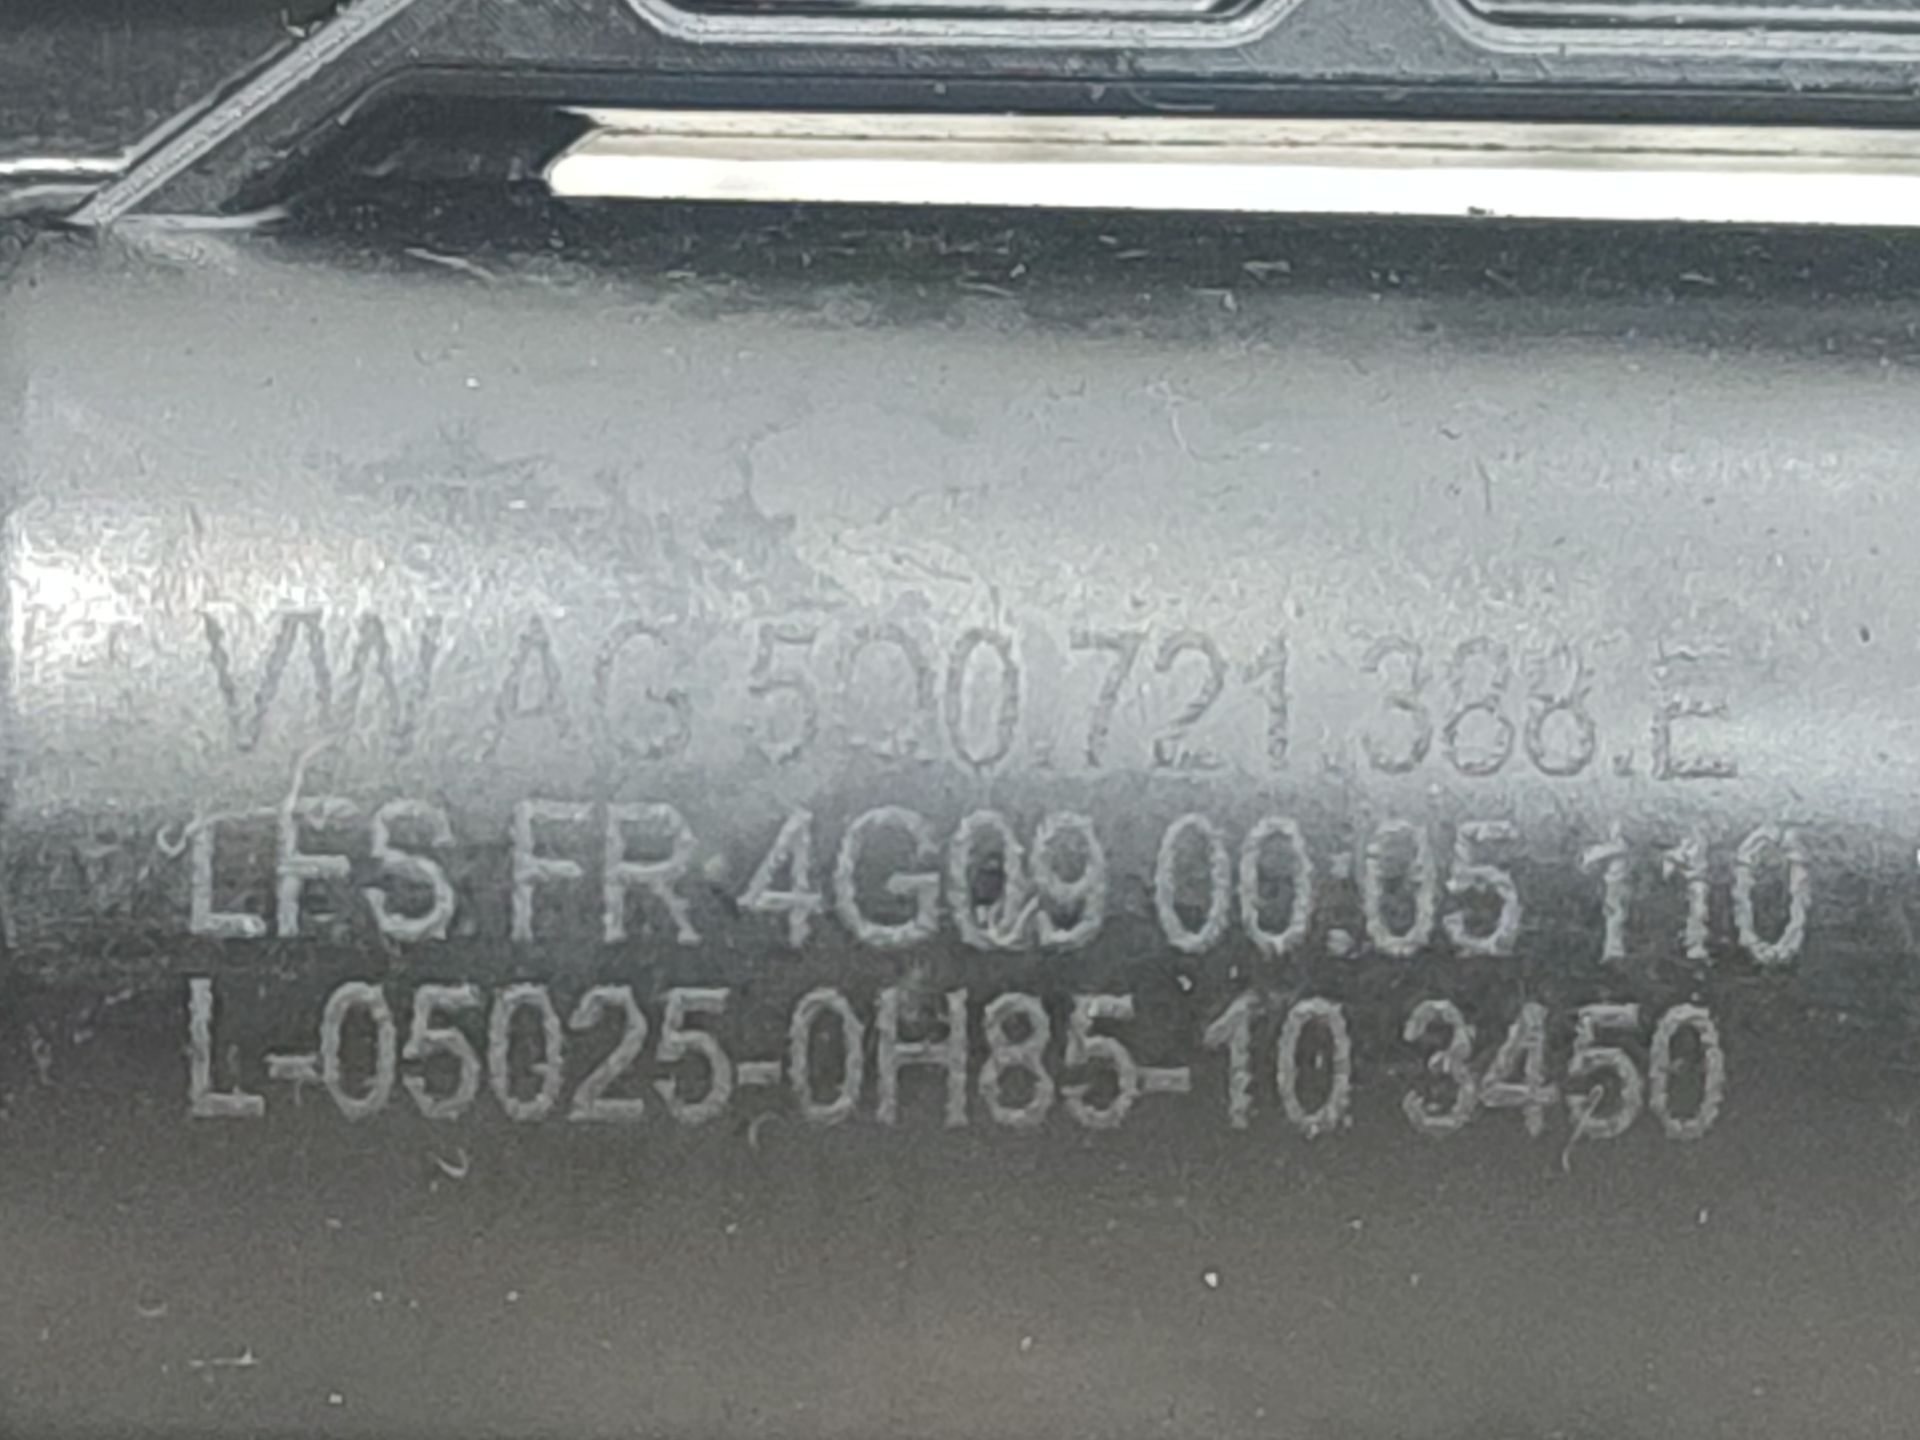 VW AG 5Q0.721.388.E
LFS FR 4G09 00:05 110
L-05025-0H85-10 3450